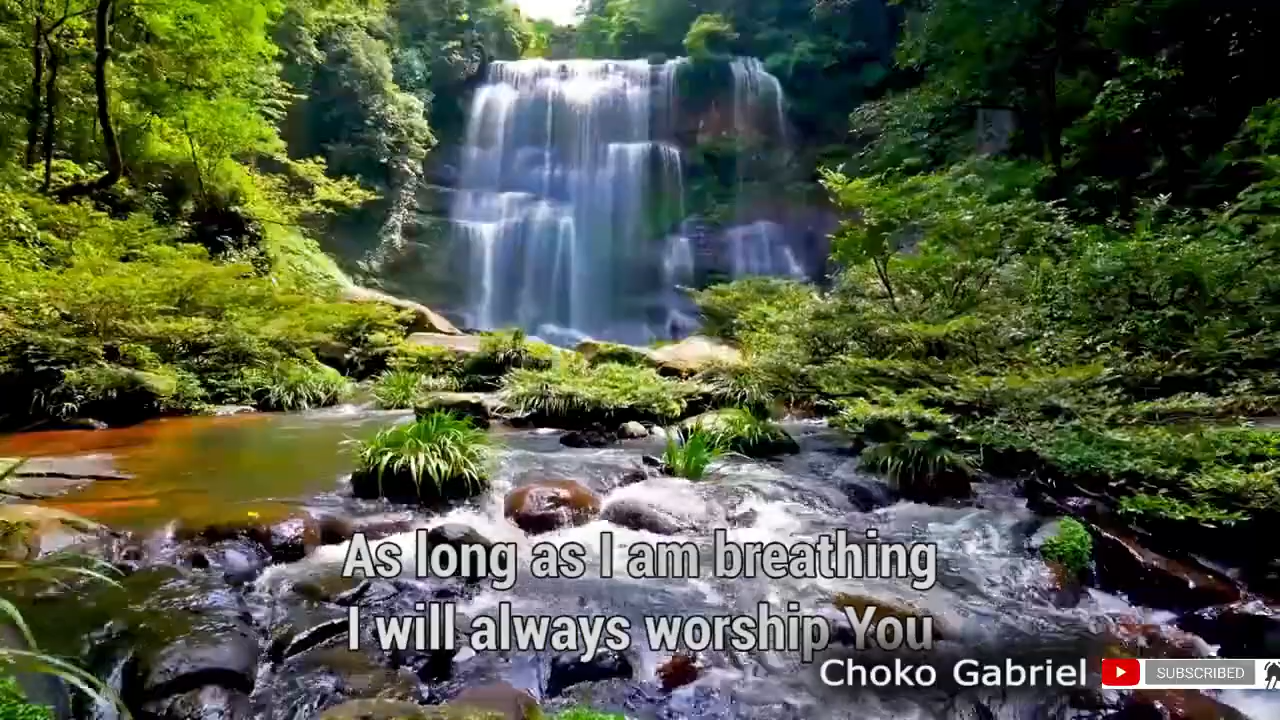 As long as I am breathing
I will always worship You
Choko Gabriel
SUBSCRIBED